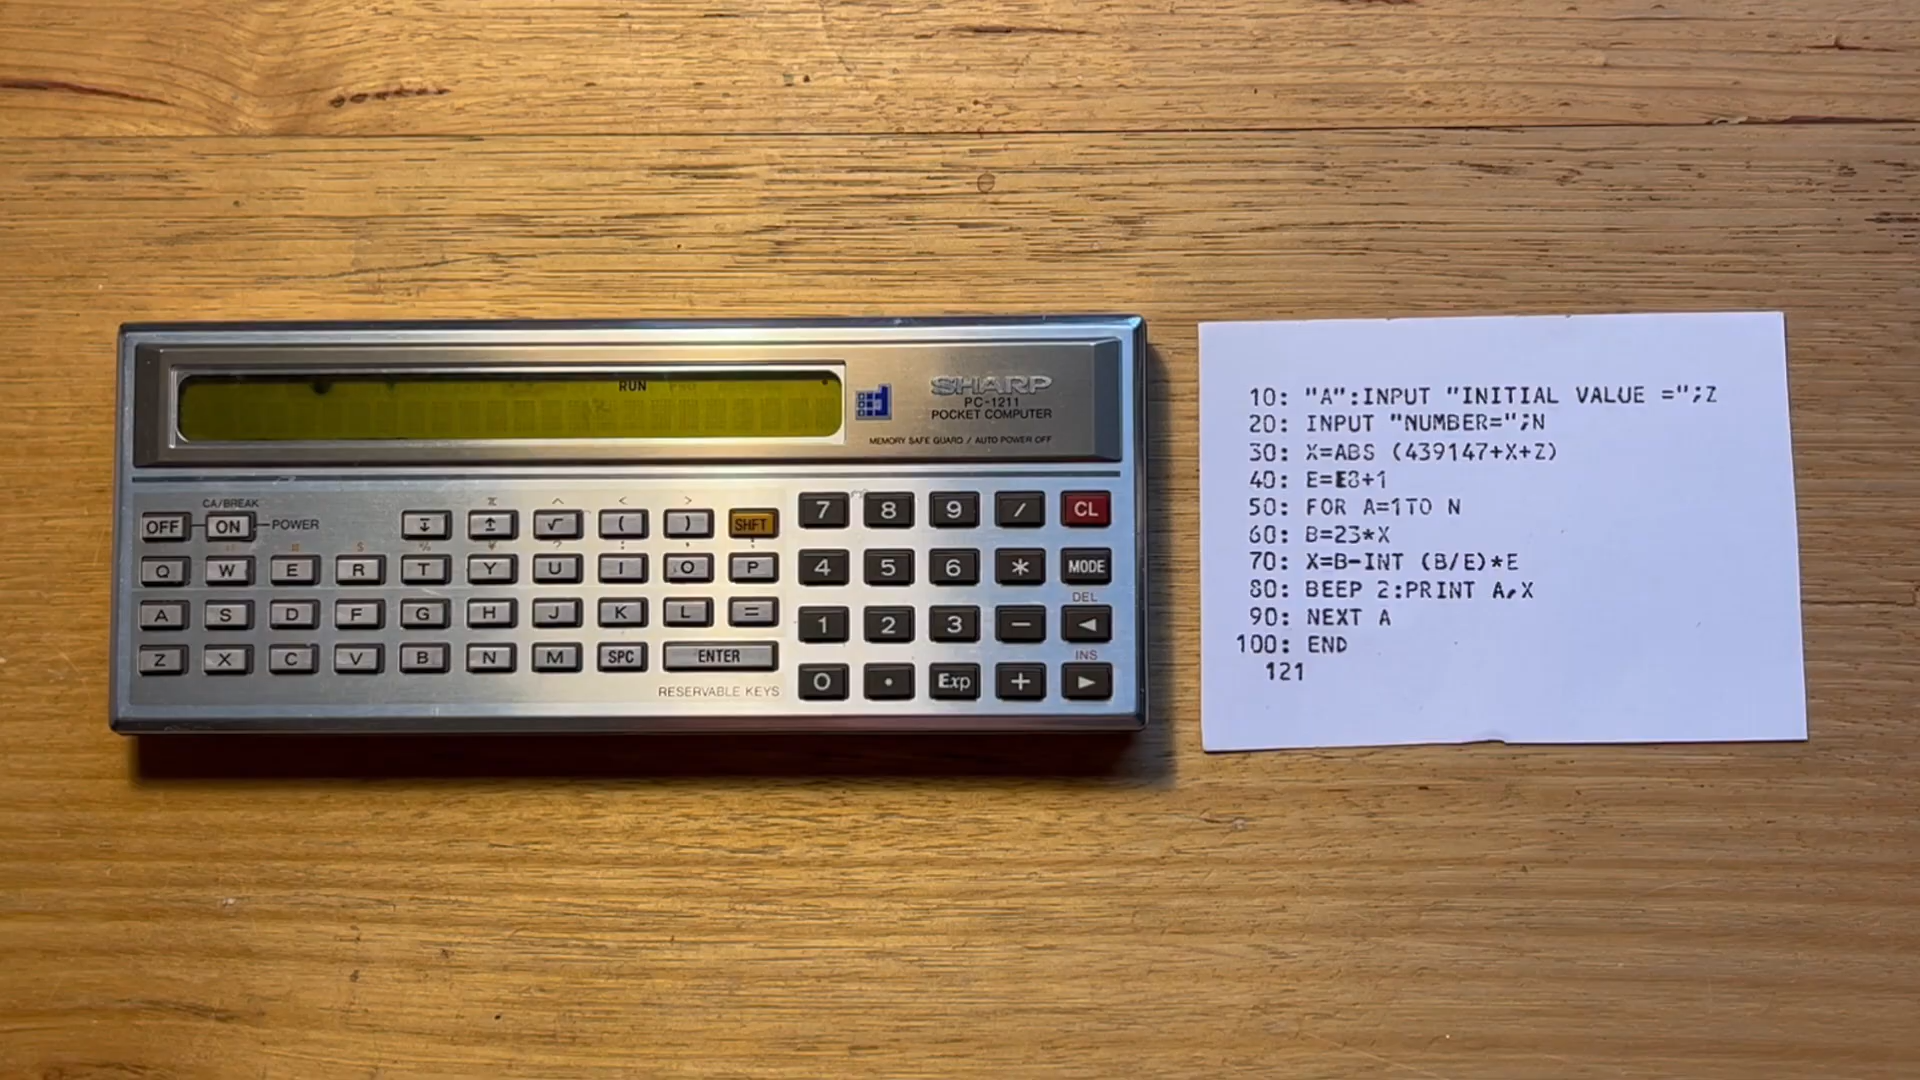 RUN
SHARP
PC-1211
POCKET COMPUTER
MEMORY SAFE GUARD / AUTO POWER OFF
CA/BREAK
OFF ON POWER
π ^ < >
√ ( ) SHFT
7 8 9 / CL
Q W E R T Y U I O P
4 5 6 * MODE
DEL
A S D F G H J K L =
1 2 3 — ◄
INS
Z X C V B N M SPC ENTER
0 • Exp + ►
RESERVABLE KEYS
10: "A":INPUT "INITIAL VALUE =";Z
20: INPUT "NUMBER=";N
30: X=ABS (439147+X+Z)
40: E=E8+1
50: FOR A=1TO N
60: B=23*X
70: X=B-INT (B/E)*E
80: BEEP 2:PRINT A,X
90: NEXT A
100: END
121